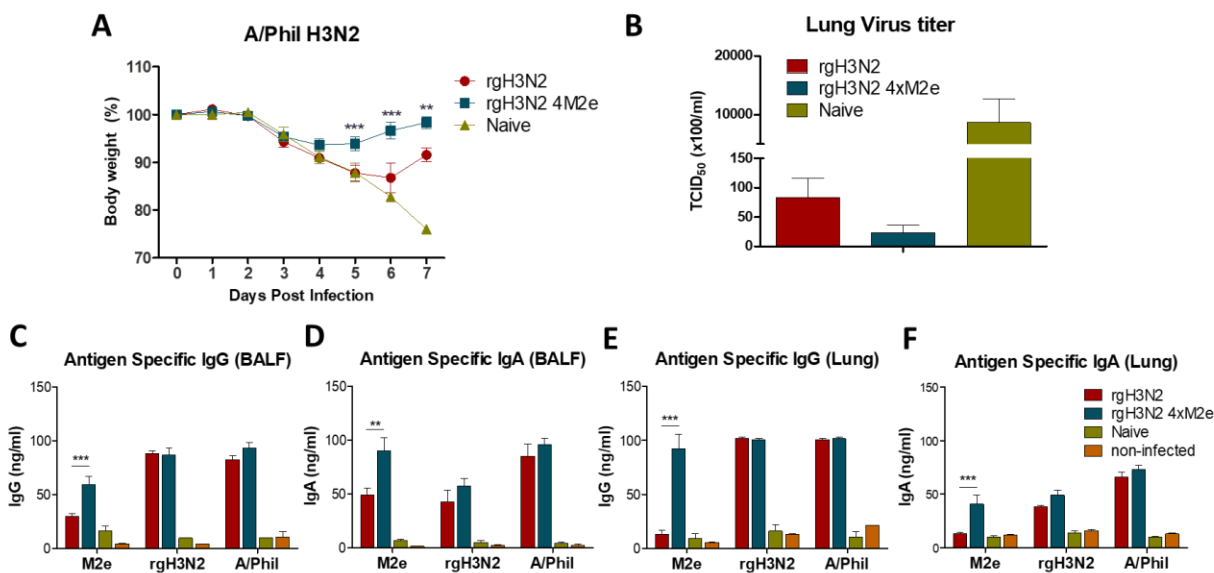 A
A/Phil H3N2
Body weight (%)
110
100
90
80
70
0 1 2 3 4 5 6 7
Days Post Infection
*** *** **
rgH3N2
rgH3N2 4M2e
Naive
B
Lung Virus titer
TCID50 (x100/ml)
20000
10000
150
100
50
0
rgH3N2
rgH3N2 4xM2e
Naive
C
Antigen Specific IgG (BALF)
IgG (ng/ml)
150
100
50
0
***
M2e rgH3N2 A/Phil
D
Antigen Specific IgA (BALF)
IgA (ng/ml)
150
100
50
0
**
M2e rgH3N2 A/Phil
E
Antigen Specific IgG (Lung)
IgG (ng/ml)
150
100
50
0
***
M2e rgH3N2 A/Phil
F
Antigen Specific IgA (Lung)
IgA (ng/ml)
150
100
50
0
***
M2e rgH3N2 A/Phil
rgH3N2
rgH3N2 4xM2e
Naive
non-infected